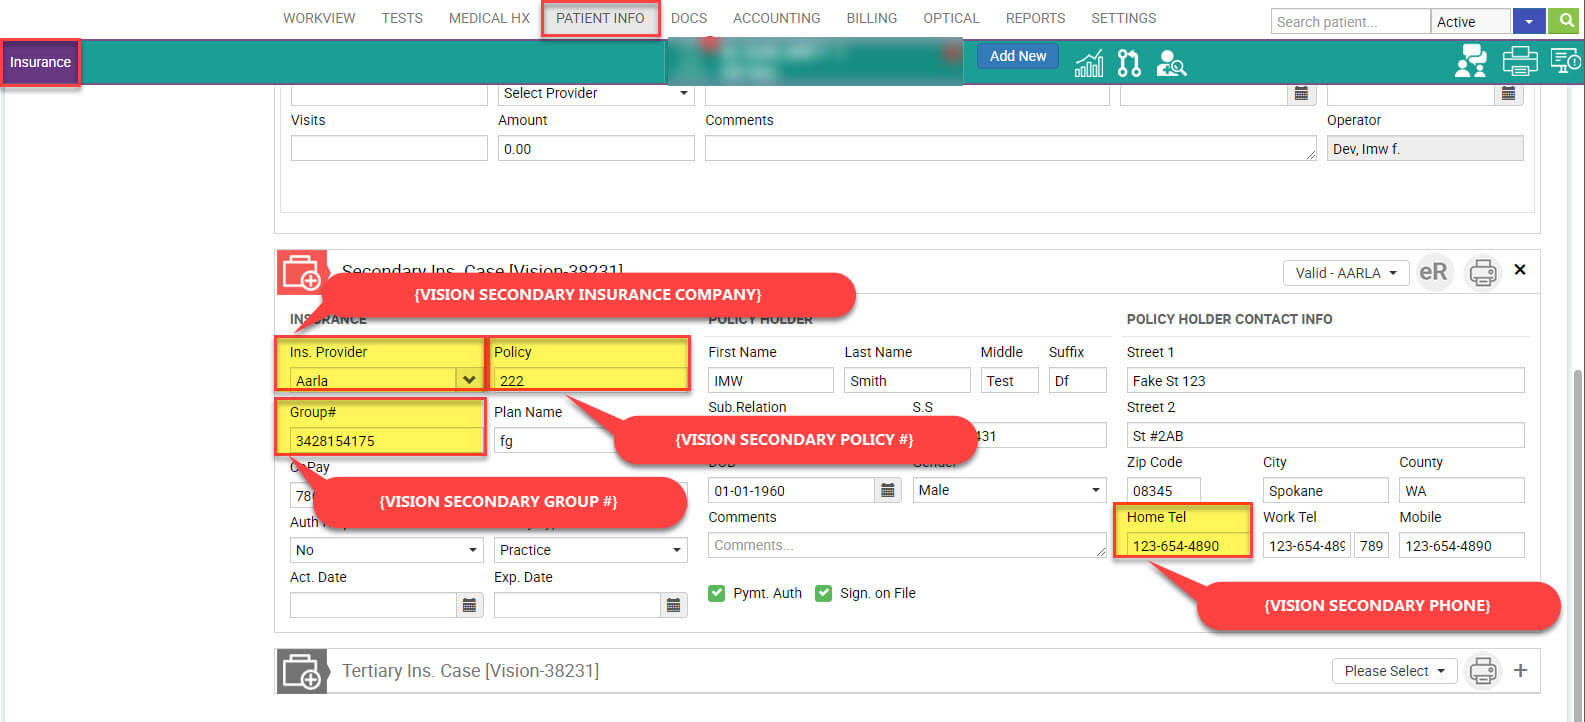 WORKVIEW TESTS MEDICAL HX PATIENT INFO DOCS ACCOUNTING BILLING OPTICAL REPORTS SETTINGS Search patient... Active
Insurance Add New
Select Provider
Visits Amount Comments Operator
0.00 Dev, Imw f.
Secondary Ins. Case [Vision-38231] Valid - AARLA eR
{VISION SECONDARY INSURANCE COMPANY}
INSURANCE POLICY HOLDER POLICY HOLDER CONTACT INFO
Ins. Provider Policy First Name Last Name Middle Suffix Street 1
Aarla 222 IMW Smith Test Df Fake St 123
Group# Plan Name Sub.Relation S.S Street 2
3428154175 fg 431 St #2AB
{VISION SECONDARY POLICY #}
CoPay DOB Gender Zip Code City County
78 01-01-1960 Male 08345 Spokane WA
{VISION SECONDARY GROUP #}
Auth Comments Home Tel Work Tel Mobile
No Practice Comments... 123-654-4890 123-654-489 789 123-654-4890
Act. Date Exp. Date
Pymt. Auth Sign. on File
{VISION SECONDARY PHONE}
Tertiary Ins. Case [Vision-38231] Please Select